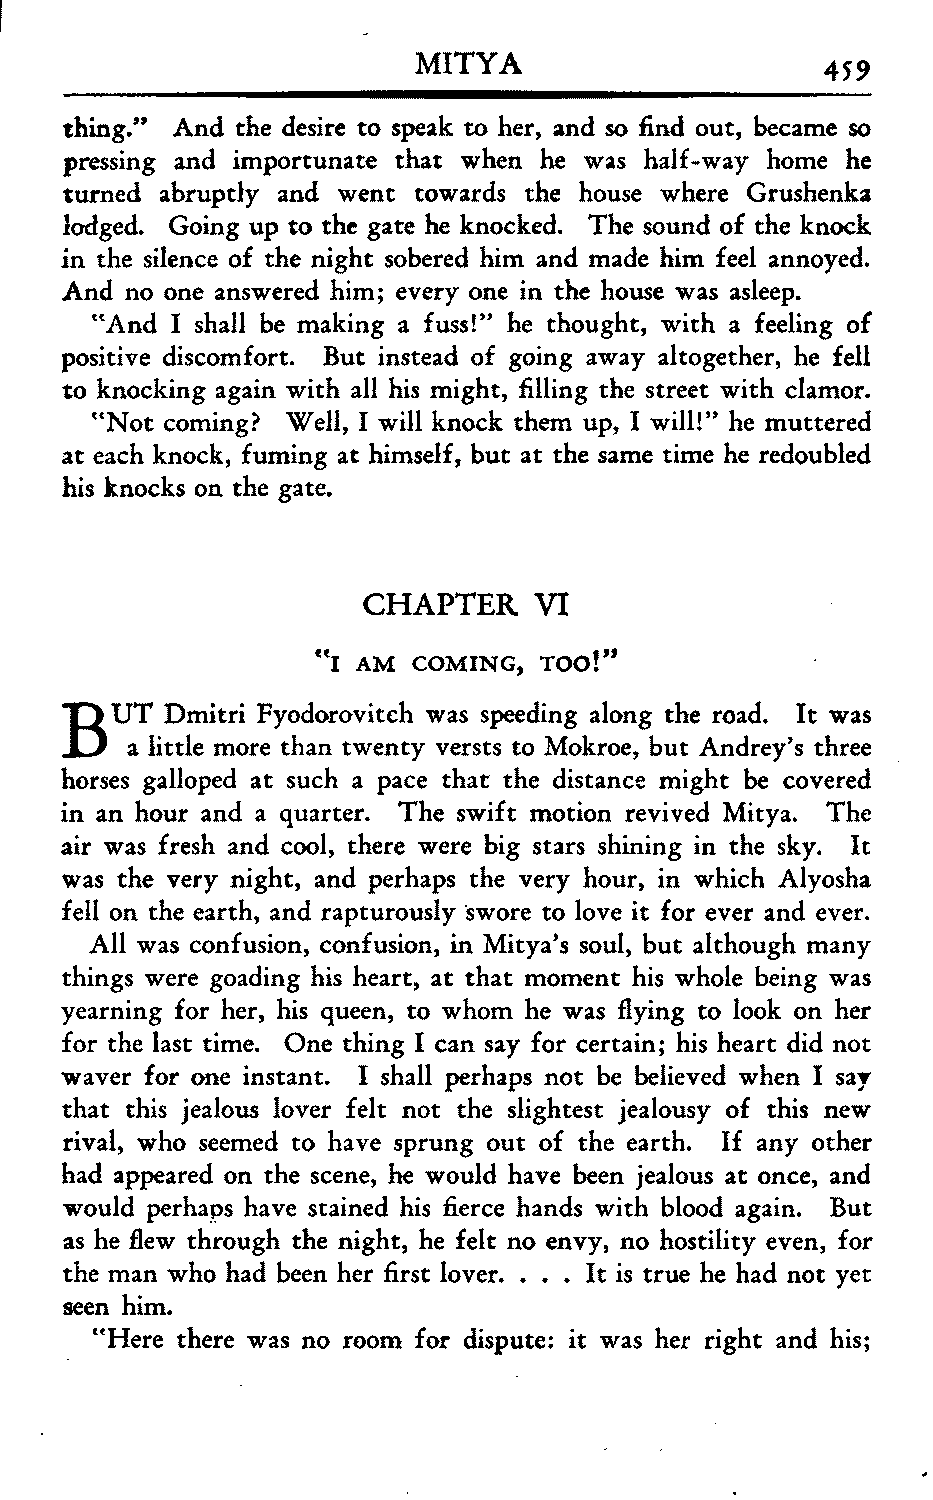 MITYA 459
thing." And the desire to speak to her, and so find out, became so
pressing and importunate that when he was half-way home he
turned abruptly and went towards the house where Grushenka
lodged. Going up to the gate he knocked. The sound of the knock
in the silence of the night sobered him and made him feel annoyed.
And no one answered him; every one in the house was asleep.
"And I shall be making a fuss!" he thought, with a feeling of
positive discomfort. But instead of going away altogether, he fell
to knocking again with all his might, filling the street with clamor.
"Not coming? Well, I will knock them up, I will!" he muttered
at each knock, fuming at himself, but at the same time he redoubled
his knocks on the gate.
CHAPTER VI
"I AM COMING, TOO!"
BUT Dmitri Fyodorovitch was speeding along the road. It was
a little more than twenty versts to Mokroe, but Andrey's three
horses galloped at such a pace that the distance might be covered
in an hour and a quarter. The swift motion revived Mitya. The
air was fresh and cool, there were big stars shining in the sky. It
was the very night, and perhaps the very hour, in which Alyosha
fell on the earth, and rapturously swore to love it for ever and ever.
All was confusion, confusion, in Mitya's soul, but although many
things were goading his heart, at that moment his whole being was
yearning for her, his queen, to whom he was flying to look on her
for the last time. One thing I can say for certain; his heart did not
waver for one instant. I shall perhaps not be believed when I say
that this jealous lover felt not the slightest jealousy of this new
rival, who seemed to have sprung out of the earth. If any other
had appeared on the scene, he would have been jealous at once, and
would perhaps have stained his fierce hands with blood again. But
as he flew through the night, he felt no envy, no hostility even, for
the man who had been her first lover. . . . It is true he had not yet
seen him.
"Here there was no room for dispute: it was her right and his;